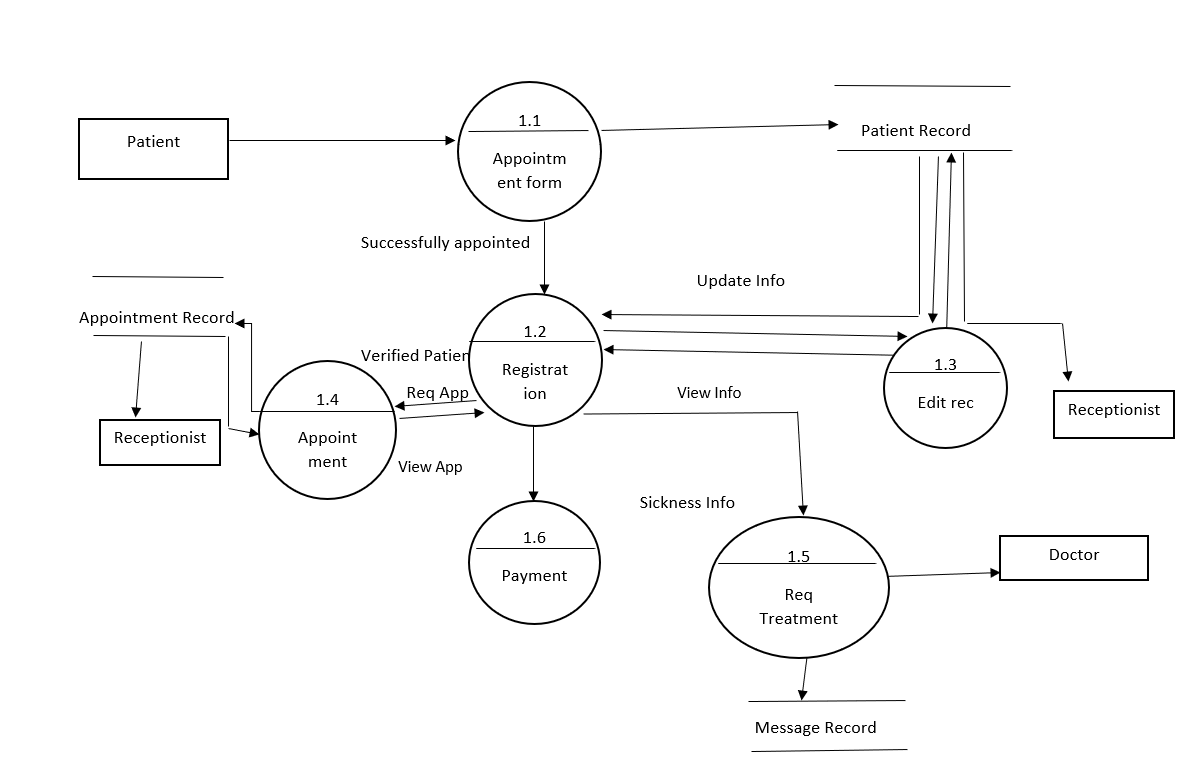 1.1
Patient
Patient Record
Appointm
ent form
Successfully appointed
Update Info
Appointment Record
1.2
Verified Patien
Registrat
ion
1.3
Edit rec
1.4
Req App
View Info
Receptionist
Receptionist
Appoint
ment
View App
Sickness Info
1.6
Payment
1.5
Doctor
Req
Treatment
Message Record